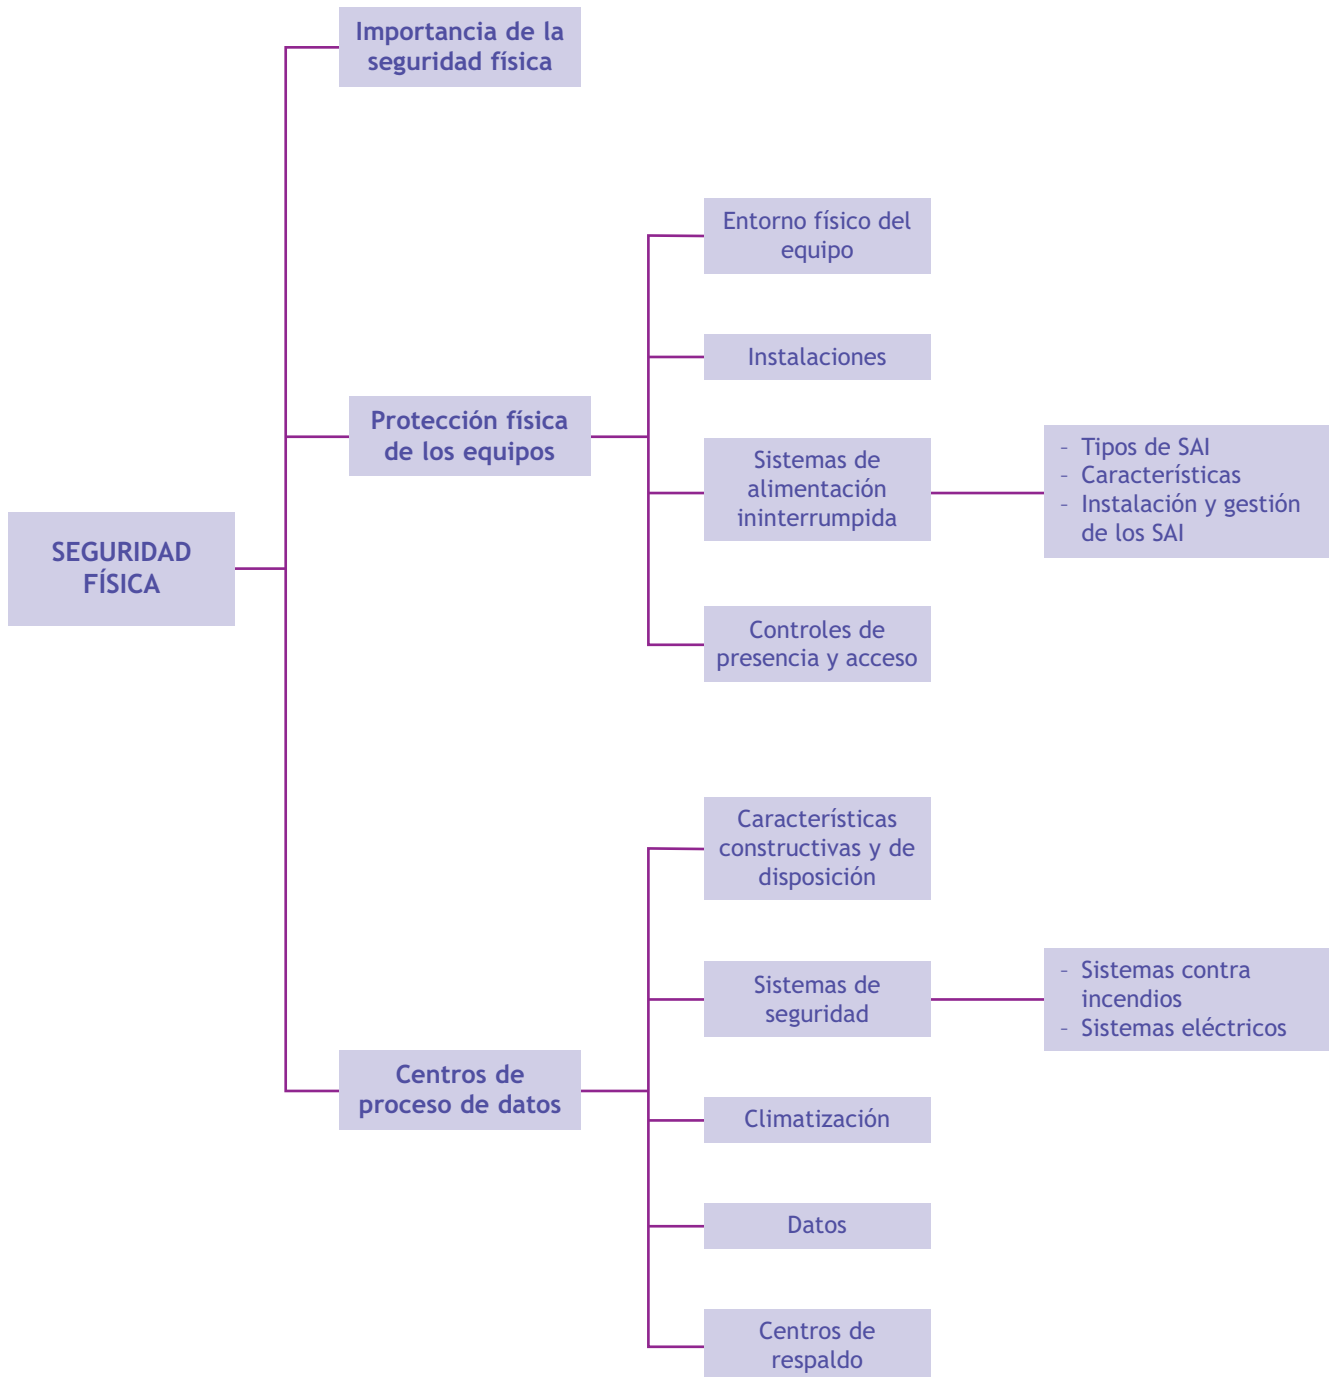 Importancia de la
seguridad física
Entorno físico del
equipo
Instalaciones
Protección física
de los equipos
Sistemas de
alimentación
ininterrumpida
- Tipos de SAI
- Características
- Instalación y gestión
de los SAI
SEGURIDAD
FÍSICA
Controles de
presencia y acceso
Características
constructivas y de
disposición
Sistemas de
seguridad
- Sistemas contra
incendios
- Sistemas eléctricos
Centros de
proceso de datos
Climatización
Datos
Centros de
respaldo